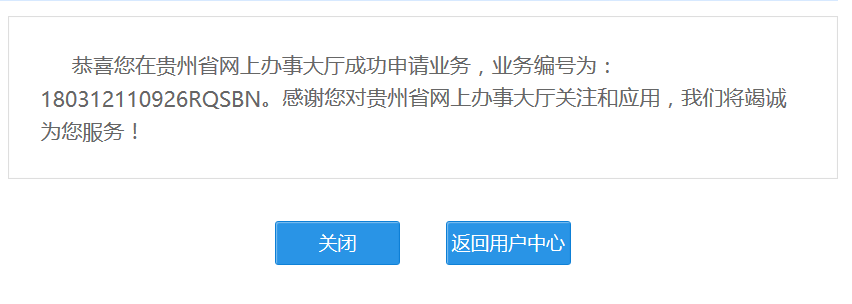 恭喜您在贵州省网上办事大厅成功申请业务，业务编号为：
180312110926RQSBN。感谢您对贵州省网上办事大厅关注和应用，我们将竭诚
为您服务！
关闭
返回用户中心